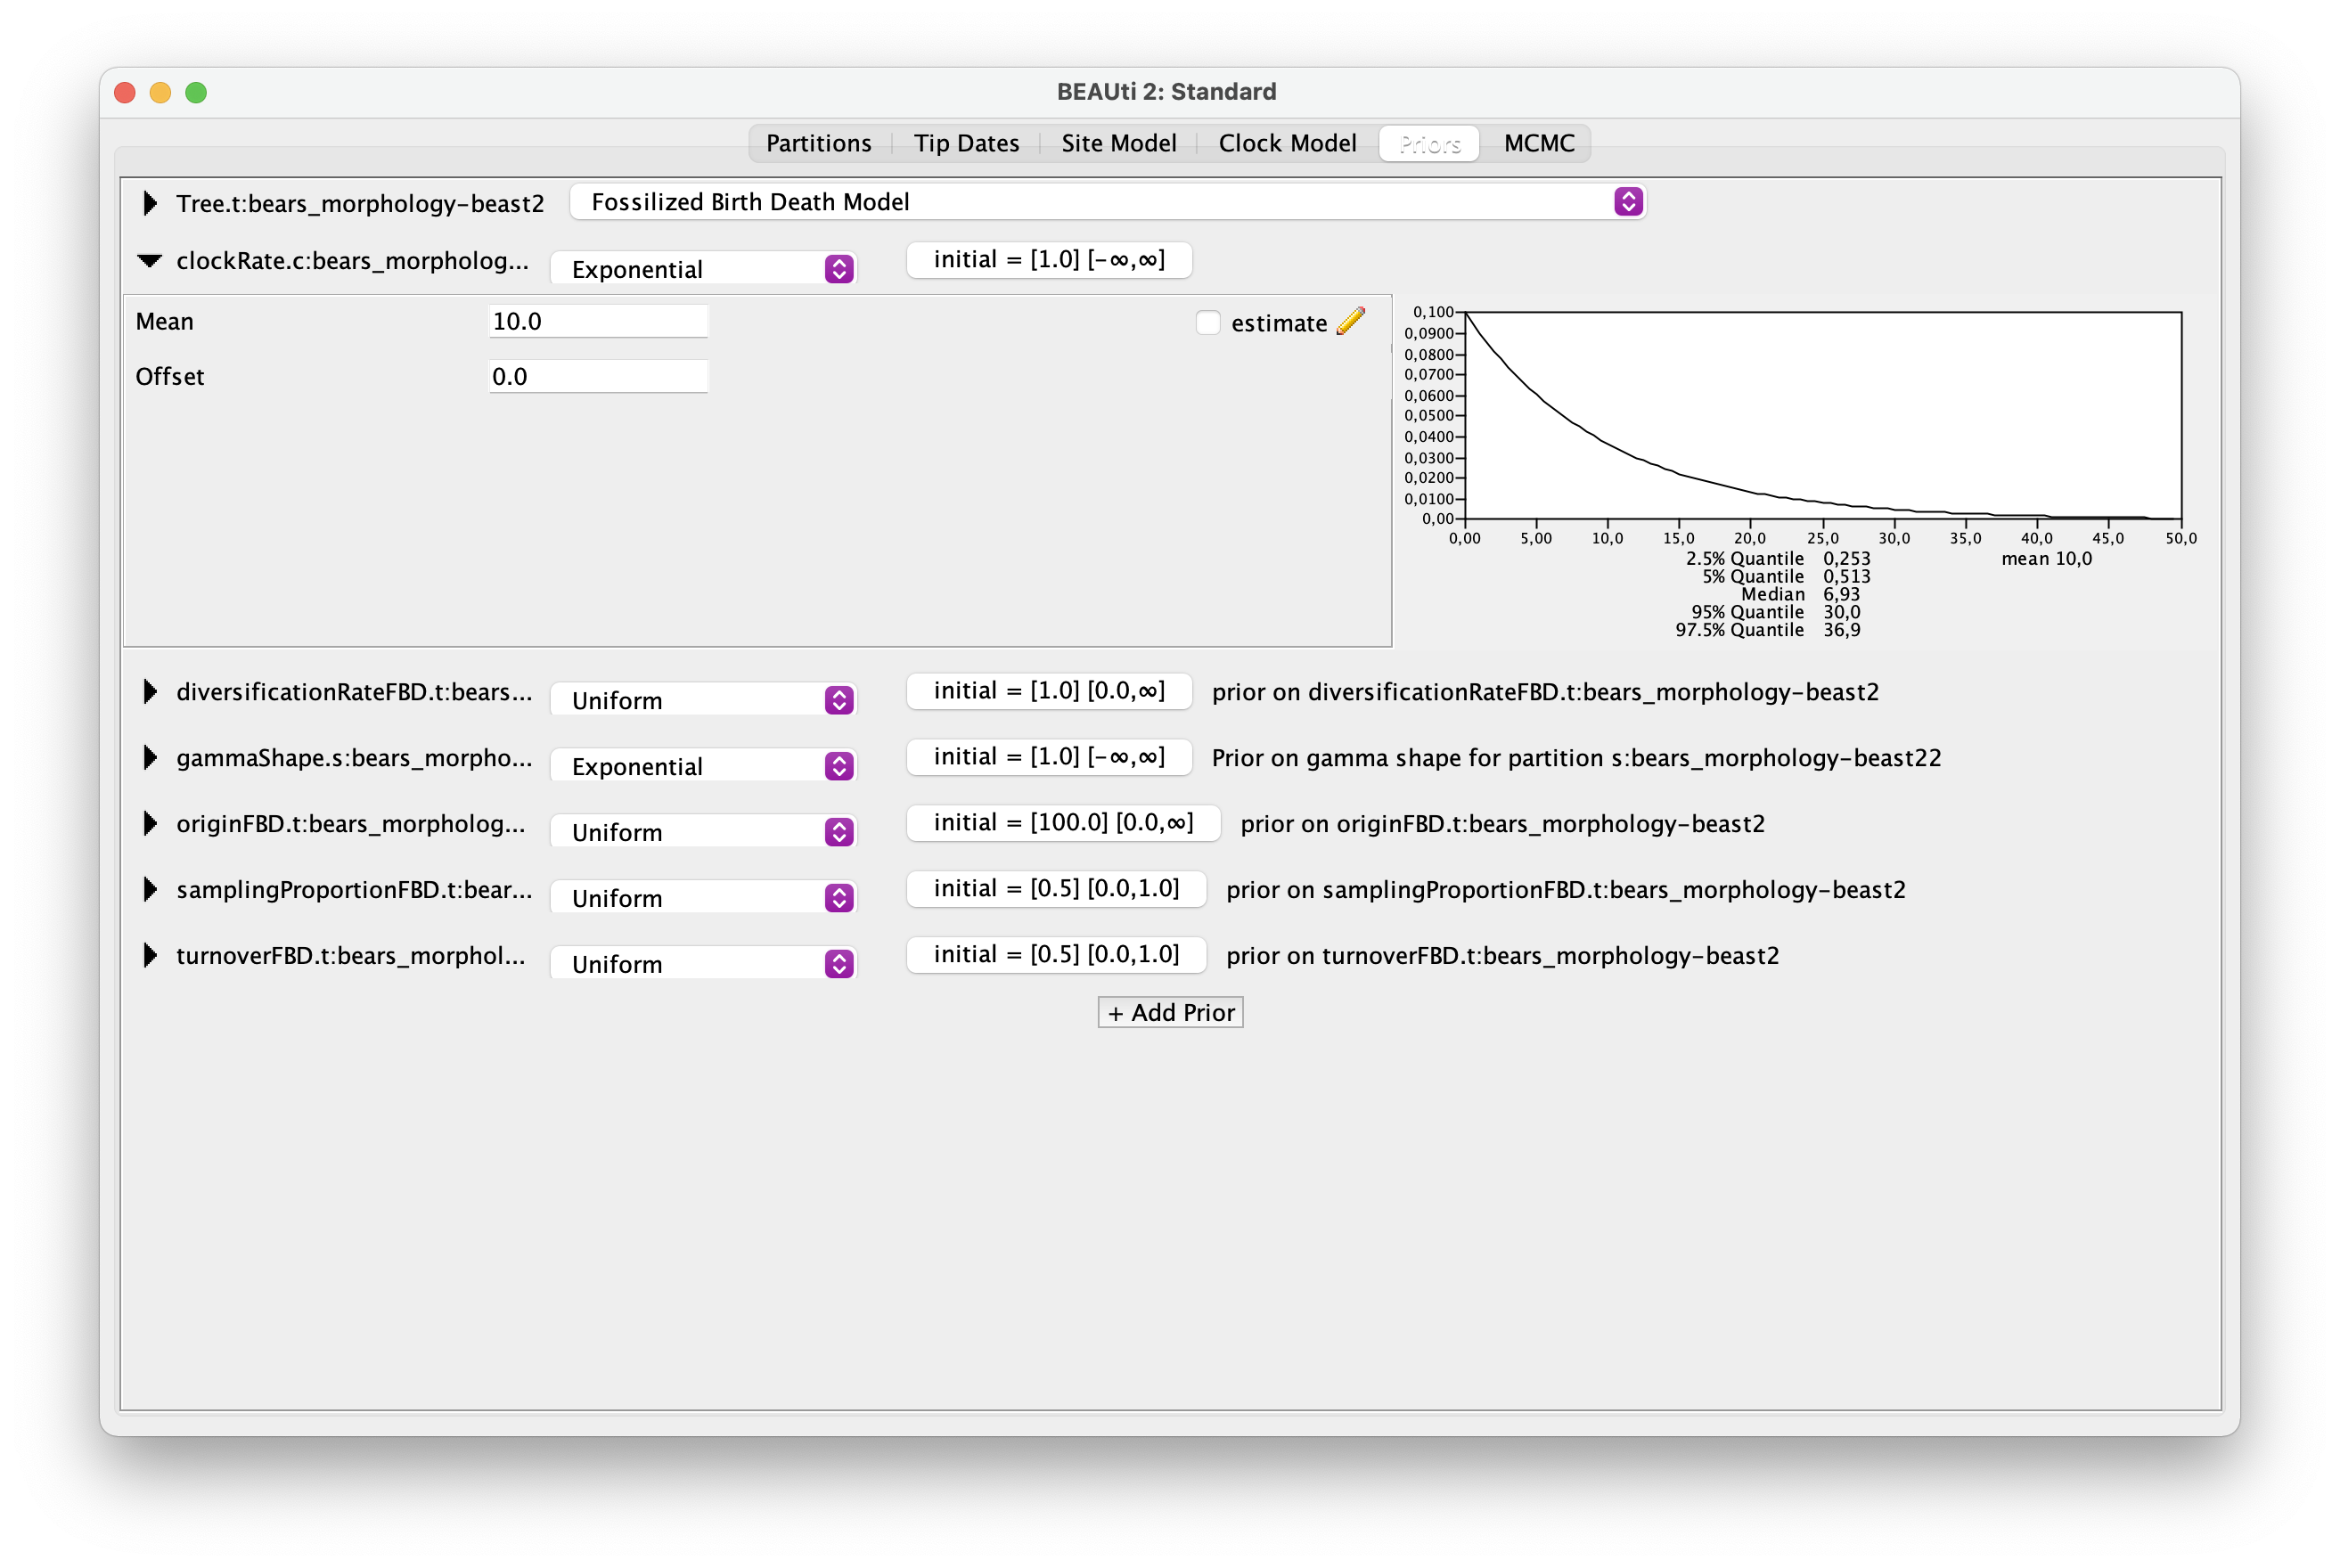 BEAUti 2: Standard
Partitions Tip Dates Site Model Clock Model Priors MCMC
Tree.t:bears_morphology-beast2 Fossilized Birth Death Model
clockRate.c:bears_morpholog... Exponential initial = [1.0] [-∞,∞]
Mean 10.0 estimate
Offset 0.0
0,100
0,0900
0,0800
0,0700
0,0600
0,0500
0,0400
0,0300
0,0200
0,0100
0,00
0,00 5,00 10,0 15,0 20,0 25,0 30,0 35,0 40,0 45,0 50,0
2.5% Quantile 0,253 mean 10,0
5% Quantile 0,513
Median 6,93
95% Quantile 30,0
97.5% Quantile 36,9
diversificationRateFBD.t:bears... Uniform initial = [1.0] [0.0,∞] prior on diversificationRateFBD.t:bears_morphology-beast2
gammaShape.s:bears_morpho... Exponential initial = [1.0] [-∞,∞] Prior on gamma shape for partition s:bears_morphology-beast22
originFBD.t:bears_morpholog... Uniform initial = [100.0] [0.0,∞] prior on originFBD.t:bears_morphology-beast2
samplingProportionFBD.t:bear... Uniform initial = [0.5] [0.0,1.0] prior on samplingProportionFBD.t:bears_morphology-beast2
turnoverFBD.t:bears_morphol... Uniform initial = [0.5] [0.0,1.0] prior on turnoverFBD.t:bears_morphology-beast2
+ Add Prior